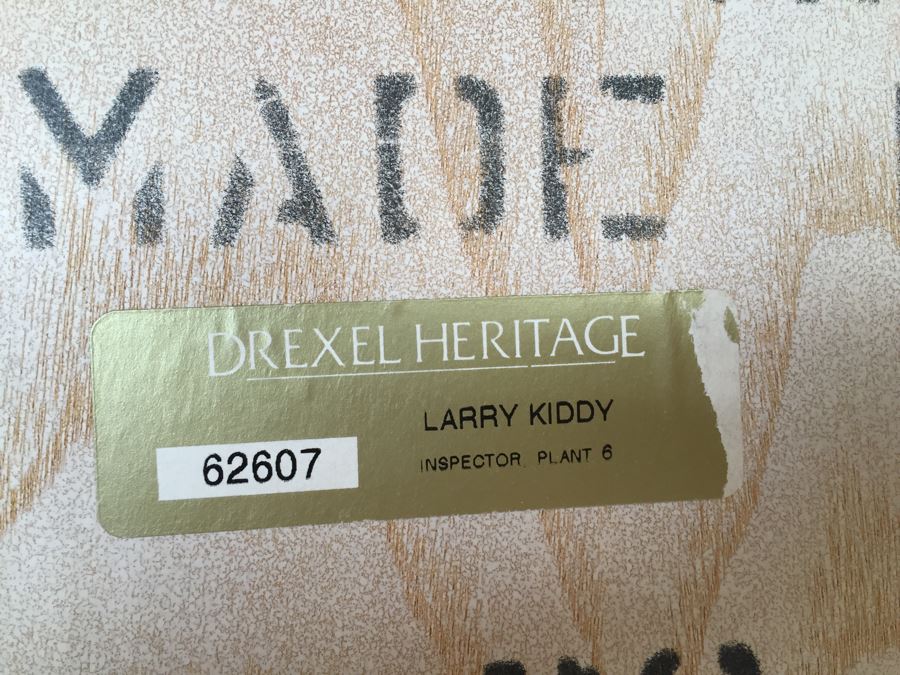 MADE
DREXEL HERITAGE
LARRY KIDDY
62607
INSPECTOR PLANT 6